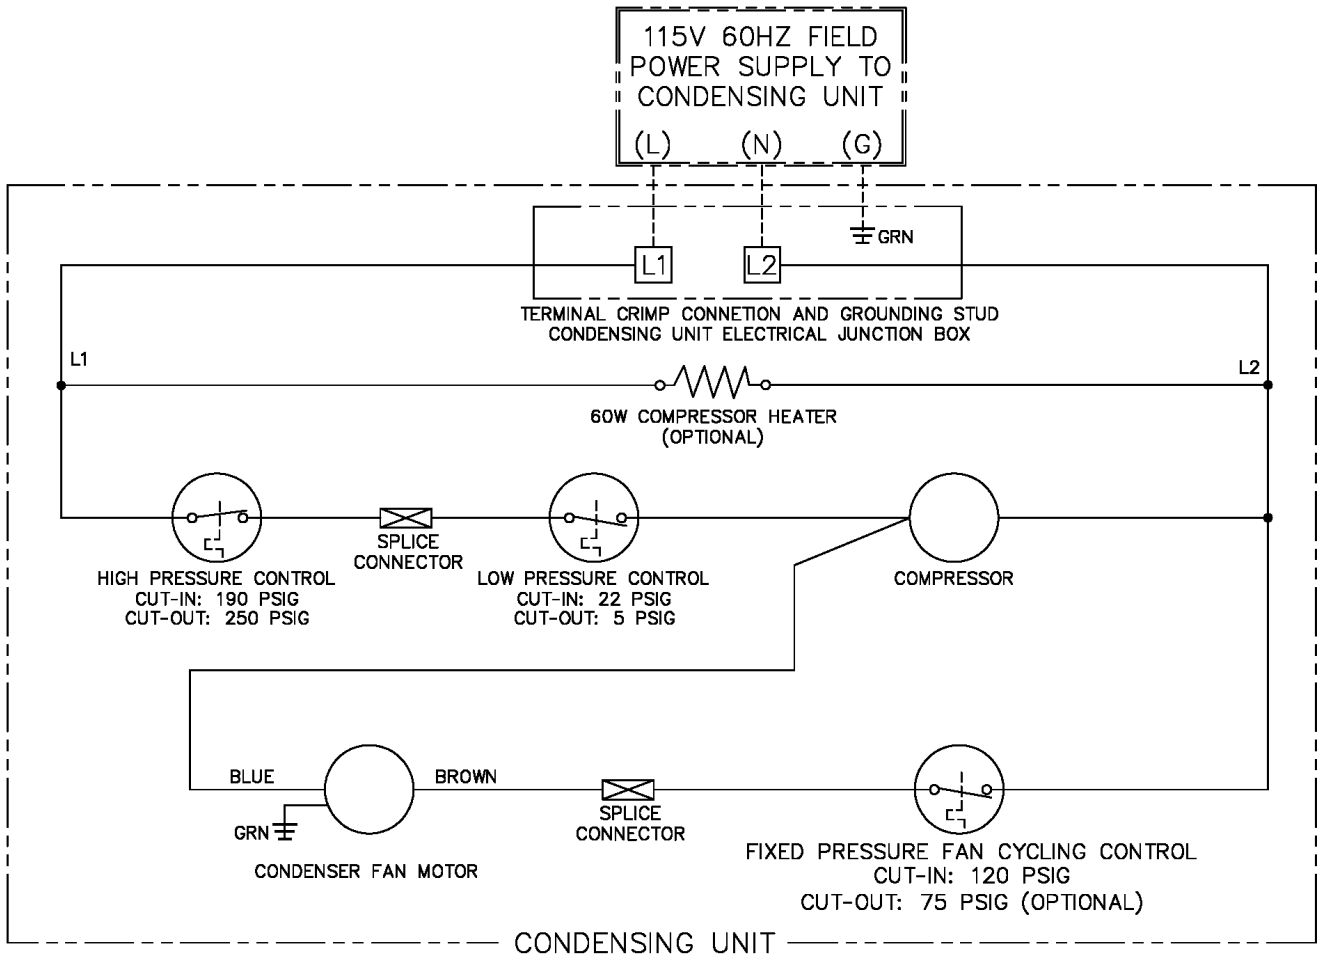 115V 60HZ FIELD
POWER SUPPLY TO
CONDENSING UNIT
(L) (N) (G)
GRN
L1 L2
TERMINAL CRIMP CONNETION AND GROUNDING STUD
CONDENSING UNIT ELECTRICAL JUNCTION BOX
L1
L2
60W COMPRESSOR HEATER
(OPTIONAL)
SPLICE
CONNECTOR
HIGH PRESSURE CONTROL
CUT-IN: 190 PSIG
CUT-OUT: 250 PSIG
LOW PRESSURE CONTROL
CUT-IN: 22 PSIG
CUT-OUT: 5 PSIG
COMPRESSOR
BLUE
BROWN
GRN
CONDENSER FAN MOTOR
SPLICE
CONNECTOR
FIXED PRESSURE FAN CYCLING CONTROL
CUT-IN: 120 PSIG
CUT-OUT: 75 PSIG (OPTIONAL)
CONDENSING UNIT